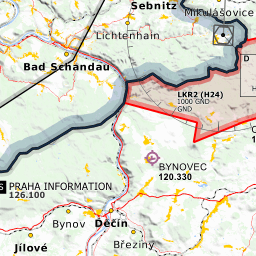 Sebnitz
Mikulášovice
Lichtenhain
Bad Schandau
D
LKR2 (H24)
1000 GND
GND
BYNOVEC
120.330
S PRAHA INFORMATION
126.100
Bynov
Děčín
Jílové
Březiny